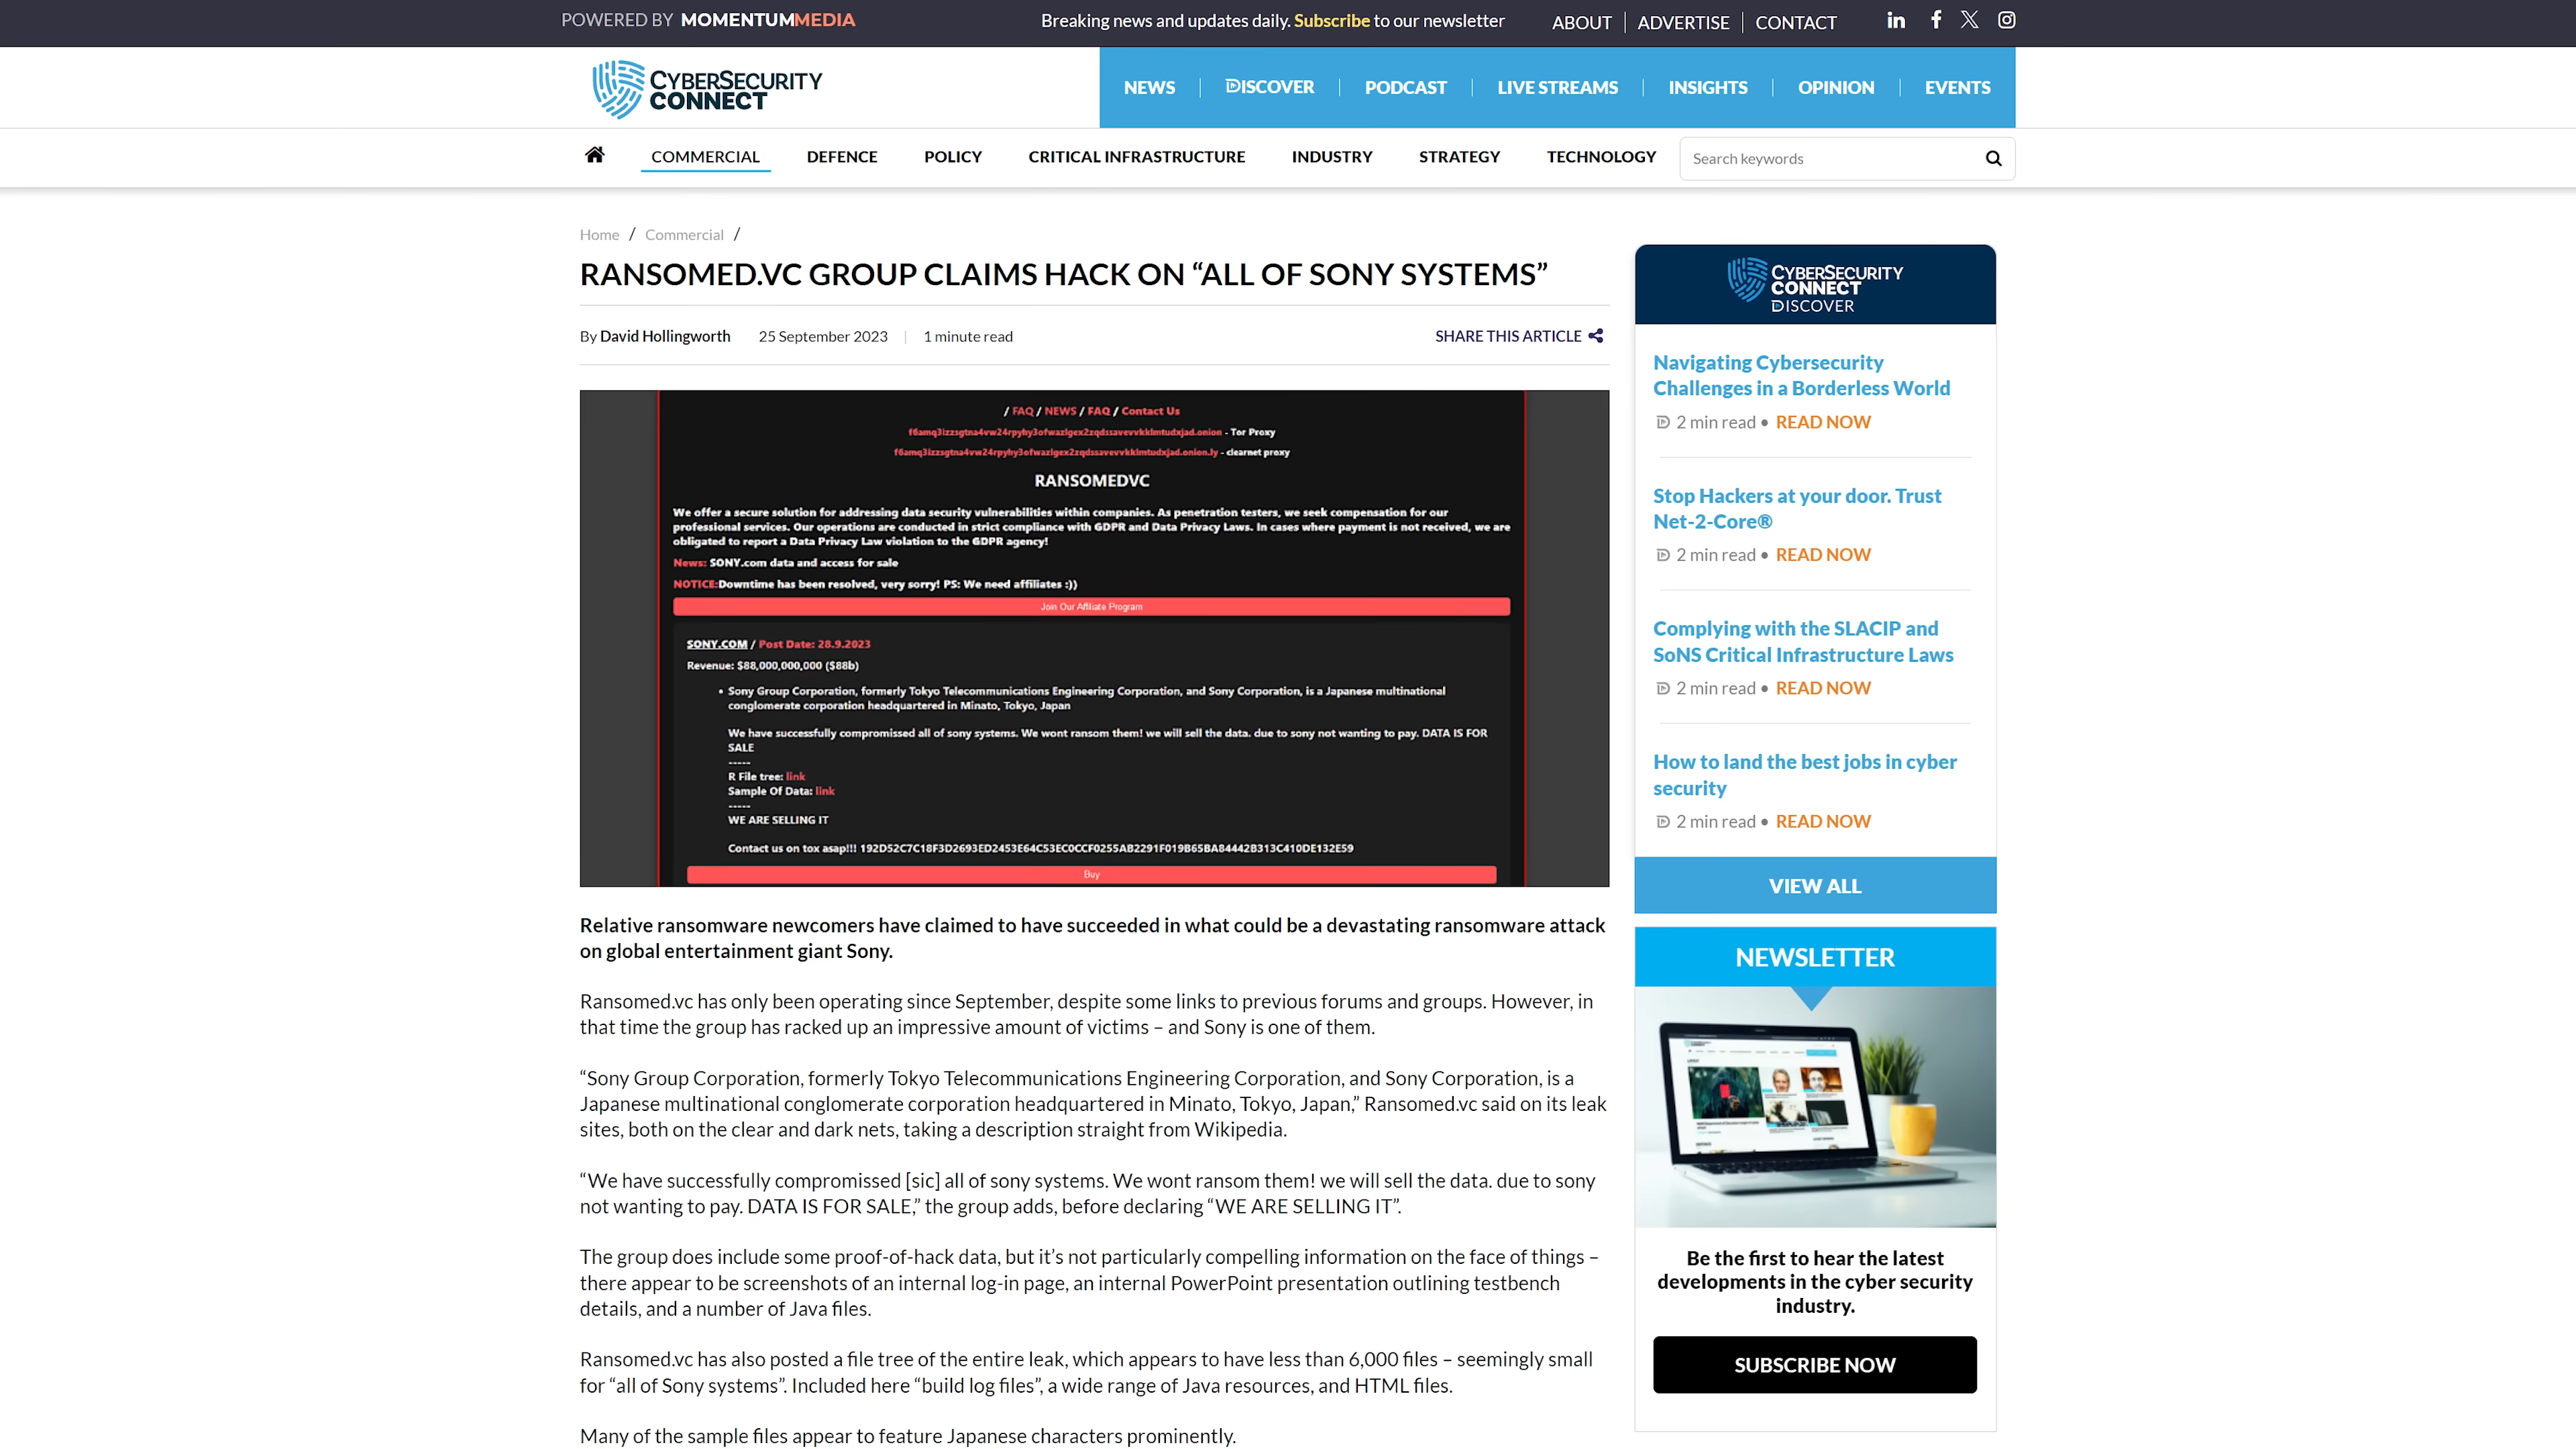 POWERED BY MOMENTUMMEDIA
Breaking news and updates daily. Subscribe to our newsletter
ABOUT | ADVERTISE | CONTACT
CYBERSECURITY
CONNECT
NEWS | DISCOVER | PODCAST | LIVE STREAMS | INSIGHTS | OPINION | EVENTS
COMMERCIAL DEFENCE POLICY CRITICAL INFRASTRUCTURE INDUSTRY STRATEGY TECHNOLOGY
Search keywords
Home / Commercial /
RANSOMED.VC GROUP CLAIMS HACK ON “ALL OF SONY SYSTEMS”
By David Hollingworth 25 September 2023 | 1 minute read
SHARE THIS ARTICLE
/ FAQ / NEWS / FAQ / Contact Us
- Tor Proxy
- clearnet proxy
RANSOMEDVC
We offer a secure solution for addressing data security vulnerabilities within companies. As penetration testers, we seek compensation for our
professional services. Our operations are conducted in strict compliance with GDPR and Data Privacy Laws. In cases where payment is not received, we are
obligated to report a Data Privacy Law violation to the GDPR agency!
News: SONY.com data and access for sale
NOTICE:Downtime has been resolved, very sorry! PS: We need affiliates :))
Join Our Affiliate Program
SONY.COM / Post Date: 28.9.2023
Revenue: $88,000,000,000 ($88b)
• Sony Group Corporation, formerly Tokyo Telecommunications Engineering Corporation, and Sony Corporation, is a Japanese multinational
conglomerate corporation headquartered in Minato, Tokyo, Japan
We have successfully compromissed all of sony systems. We wont ransom them! we will sell the data. due to sony not wanting to pay. DATA IS FOR
SALE
-----
R File tree: link
Sample Of Data: link
-----
WE ARE SELLING IT
Contact us on tox asap!!! 192D52C7C18F3D2693ED2453E64C53EC0CCF0255AB2291F019B65BA84442B313C410DE132E59
Buy
Relative ransomware newcomers have claimed to have succeeded in what could be a devastating ransomware attack
on global entertainment giant Sony.
Ransomed.vc has only been operating since September, despite some links to previous forums and groups. However, in
that time the group has racked up an impressive amount of victims – and Sony is one of them.
“Sony Group Corporation, formerly Tokyo Telecommunications Engineering Corporation, and Sony Corporation, is a
Japanese multinational conglomerate corporation headquartered in Minato, Tokyo, Japan,” Ransomed.vc said on its leak
sites, both on the clear and dark nets, taking a description straight from Wikipedia.
“We have successfully compromissed [sic] all of sony systems. We wont ransom them! we will sell the data. due to sony
not wanting to pay. DATA IS FOR SALE,” the group adds, before declaring “WE ARE SELLING IT”.
The group does include some proof-of-hack data, but it’s not particularly compelling information on the face of things –
there appear to be screenshots of an internal log-in page, an internal PowerPoint presentation outlining testbench
details, and a number of Java files.
Ransomed.vc has also posted a file tree of the entire leak, which appears to have less than 6,000 files – seemingly small
for “all of Sony systems”. Included here “build log files”, a wide range of Java resources, and HTML files.
Many of the sample files appear to feature Japanese characters prominently.
CYBERSECURITY
CONNECT
DISCOVER
Navigating Cybersecurity
Challenges in a Borderless World
2 min read • READ NOW
Stop Hackers at your door. Trust
Net-2-Core®
2 min read • READ NOW
Complying with the SLACIP and
SoNS Critical Infrastructure Laws
2 min read • READ NOW
How to land the best jobs in cyber
security
2 min read • READ NOW
VIEW ALL
NEWSLETTER
Be the first to hear the latest
developments in the cyber security
industry.
SUBSCRIBE NOW